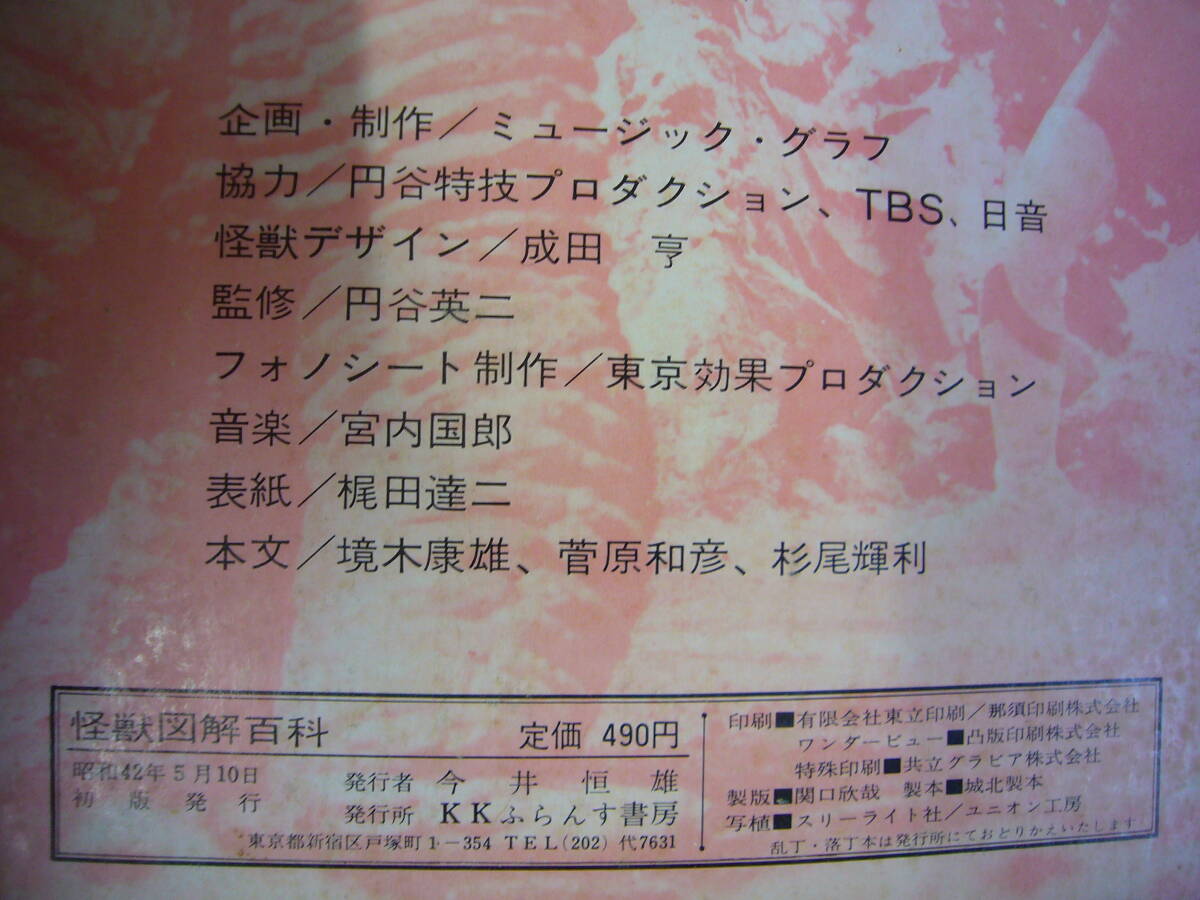 企画・制作／ミュージック・グラフ
協力／円谷特技プロダクション、TBS、日音
怪獣デザイン／成田　亨
監修／円谷英二
フォノシート制作／東京効果プロダクション
音楽／宮内国郎
表紙／梶田達二
本文／境木康雄、菅原和彦、杉尾輝利
怪獣図解百科　定価 490円
昭和42年5月10日
初版発行
発行者　今井恒雄
発行所　KKふらんす書房
東京都新宿区戸塚町1－354 TEL(202) 代7631
印刷■有限会社東立印刷／那須印刷株式会社
ワンダービュー■凸版印刷株式会社
特殊印刷■共立グラビア株式会社
製版■関口欣哉　製本■城北製本
写植■スリーライト社／ユニオン工房
乱丁・落丁本は発行所にておとりかえいたします